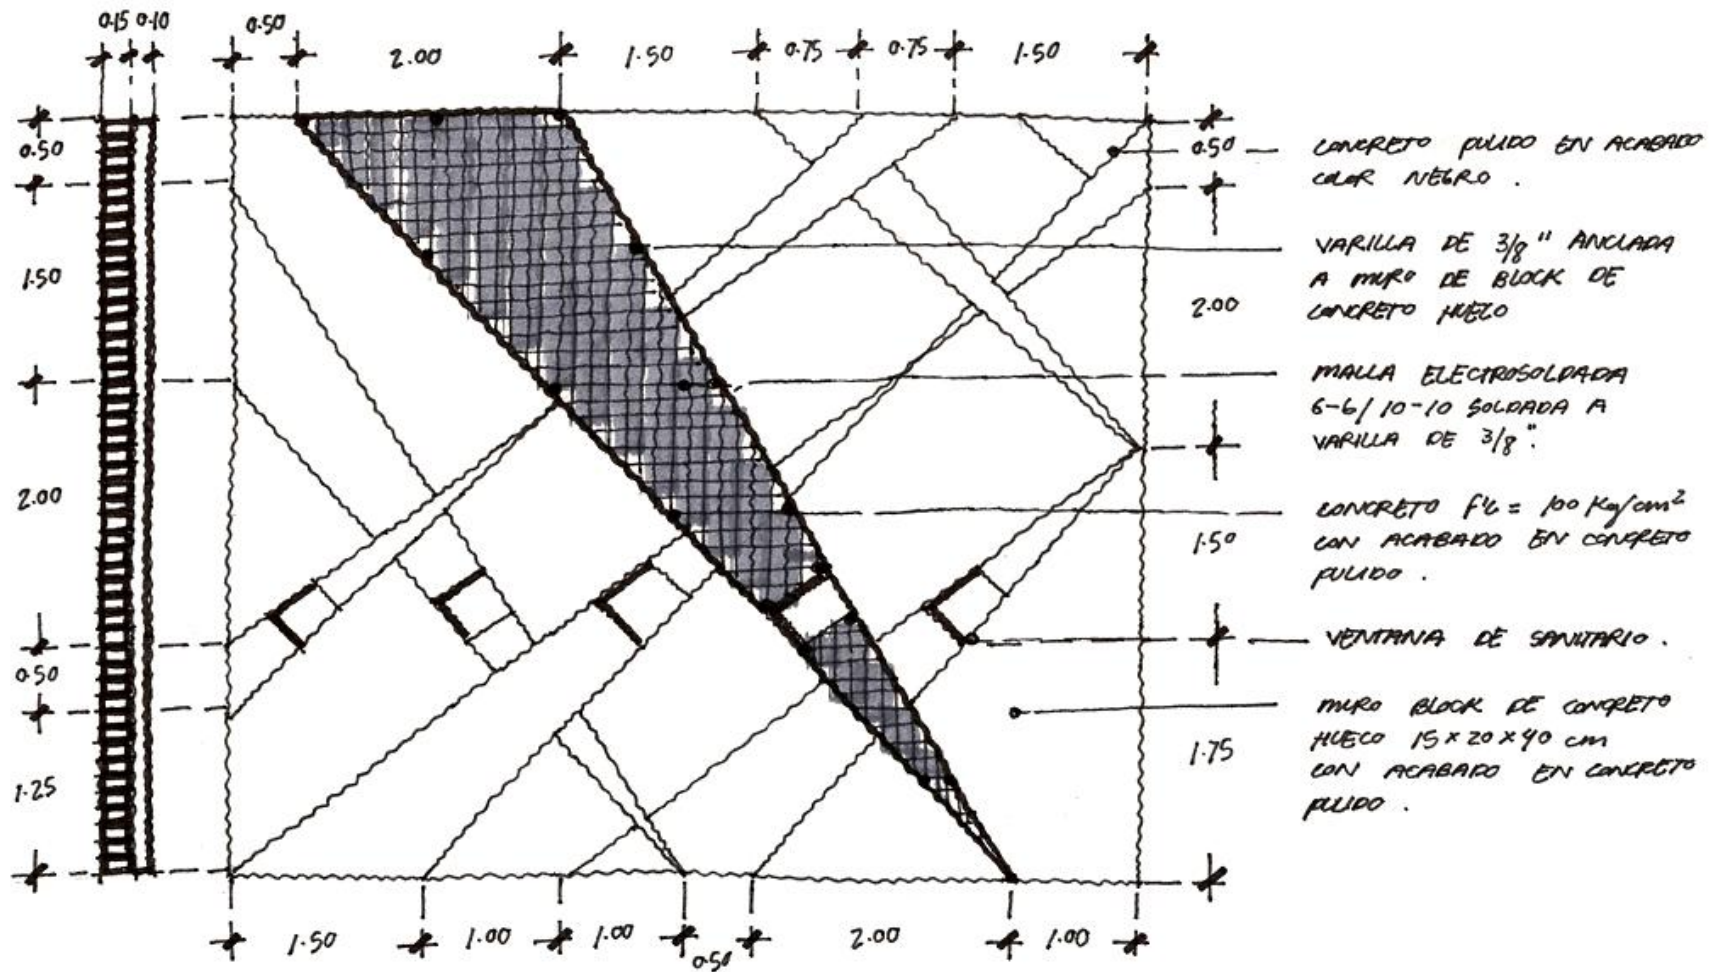 0.15 0.10
0.50
2.00
1.50
0.75
0.75
1.50
0.50
1.50
2.00
0.50
1.25
0.50
2.00
1.50
1.75
CONCRETO PULIDO EN ACABADO
COLOR NEGRO.
VARILLA DE 3/8" ANCLADA
A MURO DE BLOCK DE
CONCRETO HUECO
MALLA ELECTROSOLDADA
6-6/10-10 SOLDADA A
VARILLA DE 3/8".
CONCRETO F'C = 100 Kg/cm²
CON ACABADO EN CONCRETO
PULIDO.
VENTANA DE SANITARIO.
MURO BLOCK DE CONCRETO
HUECO 15 x 20 x 40 cm
CON ACABADO EN CONCRETO
PULIDO.
1.50
1.00
1.00
0.50
2.00
1.00